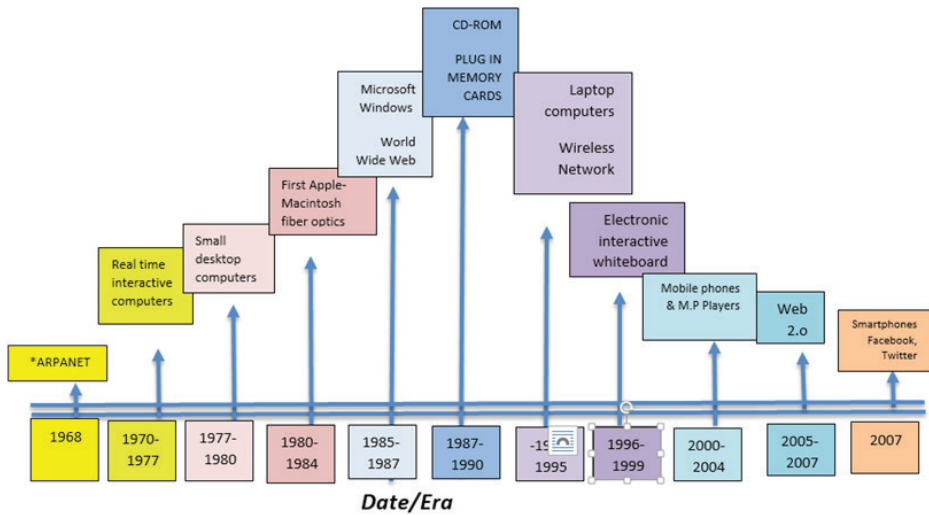 CD-ROM
PLUG IN
MEMORY
CARDS
Microsoft
Windows
World
Wide Web
Laptop
computers
Wireless
Network
First Apple-
Macintosh
fiber optics
Small
desktop
computers
Real time
interactive
computers
*ARPANET
Electronic
interactive
whiteboard
Mobile phones
& M.P Players
Web
2.o
Smartphones
Facebook,
Twitter
1968
1970-
1977
1977-
1980
1980-
1984
1985-
1987
1987-
1990
1995
1996-
1999
2000-
2004
2005-
2007
2007
Date/Era